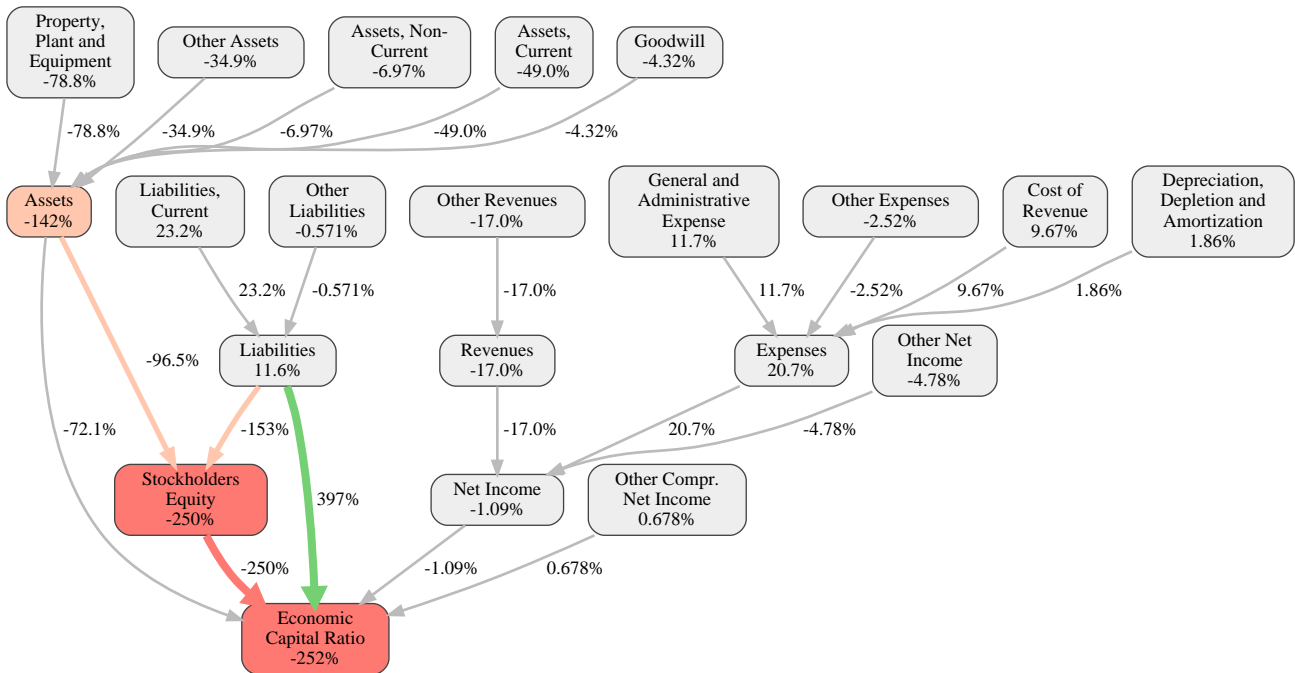 Property,
Plant and
Equipment
-78.8%
Other Assets
-34.9%
Assets, Non-
Current
-6.97%
Assets,
Current
-49.0%
Goodwill
-4.32%
-78.8%
-34.9%
-6.97%
-49.0%
-4.32%
Assets
-142%
Liabilities,
Current
23.2%
Other
Liabilities
-0.571%
Other Revenues
-17.0%
General and
Administrative
Expense
11.7%
Other Expenses
-2.52%
Cost of
Revenue
9.67%
Depreciation,
Depletion and
Amortization
1.86%
23.2%
-0.571%
-17.0%
11.7%
-2.52%
9.67%
1.86%
-96.5%
Liabilities
11.6%
Revenues
-17.0%
Expenses
20.7%
Other Net
Income
-4.78%
-72.1%
-153%
-17.0%
20.7%
-4.78%
Stockholders
Equity
-250%
397%
Net Income
-1.09%
Other Compr.
Net Income
0.678%
-250%
-1.09%
0.678%
Economic
Capital Ratio
-252%